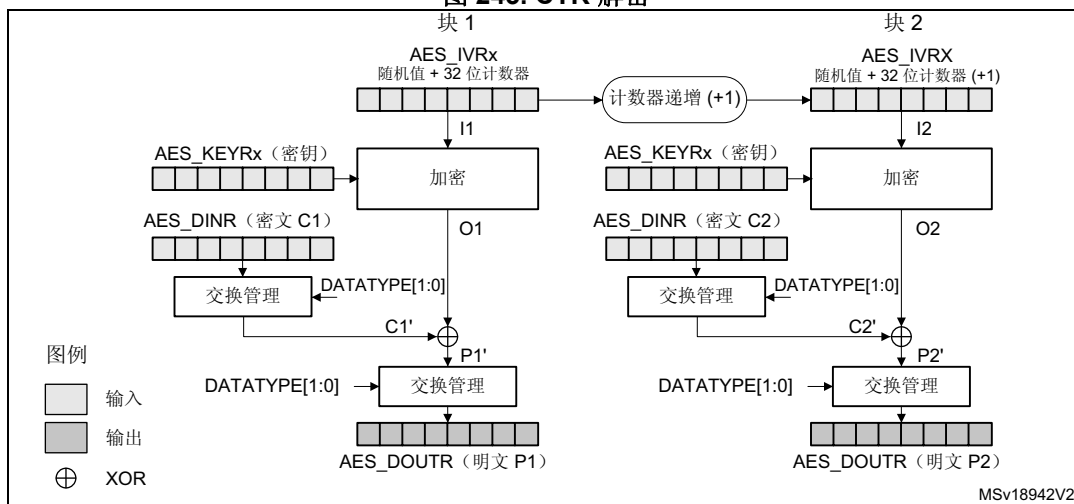 块 1
块 2
AES_IVRx
随机值 + 32 位计数器
AES_IVRX
随机值 + 32 位计数器 (+1)
计数器递增 (+1)
I1
I2
AES_KEYRx（密钥）
加密
AES_KEYRx（密钥）
加密
AES_DINR（密文 C1）
O1
AES_DINR（密文 C2）
O2
交换管理
DATATYPE[1:0]
交换管理
DATATYPE[1:0]
C1'
C2'
P1'
P2'
图例
DATATYPE[1:0]
交换管理
DATATYPE[1:0]
交换管理
输入
输出
AES_DOUTR（明文 P1）
AES_DOUTR（明文 P2）
XOR
MSv18942V2